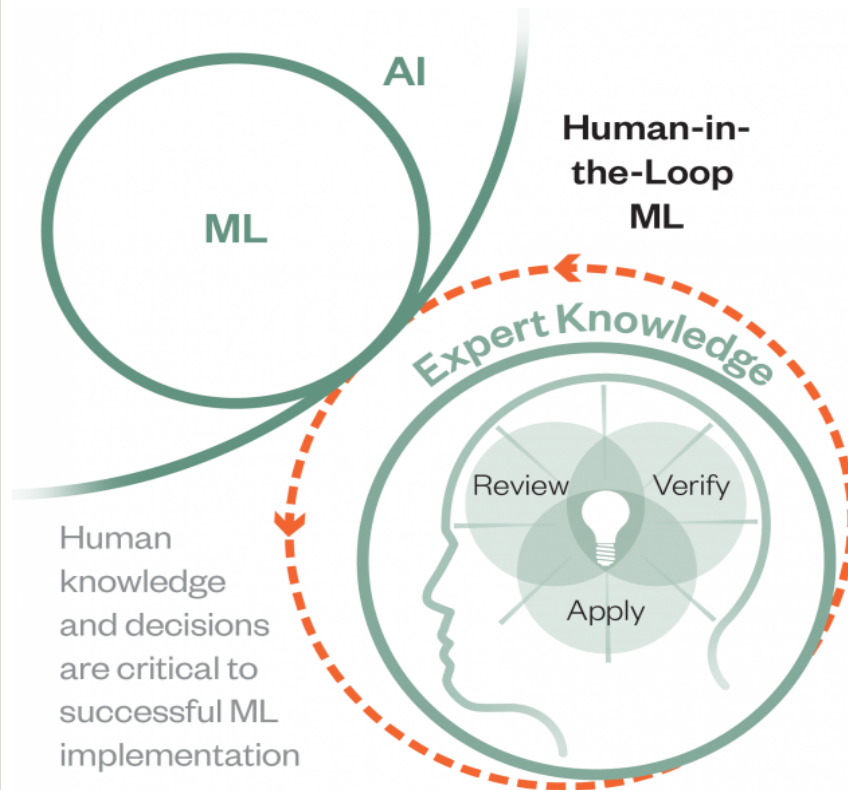 AI
ML
Human-in-
the-Loop
ML
Expert Knowledge
Review
Verify
Apply
Human
knowledge
and decisions
are critical to
successful ML
implementation